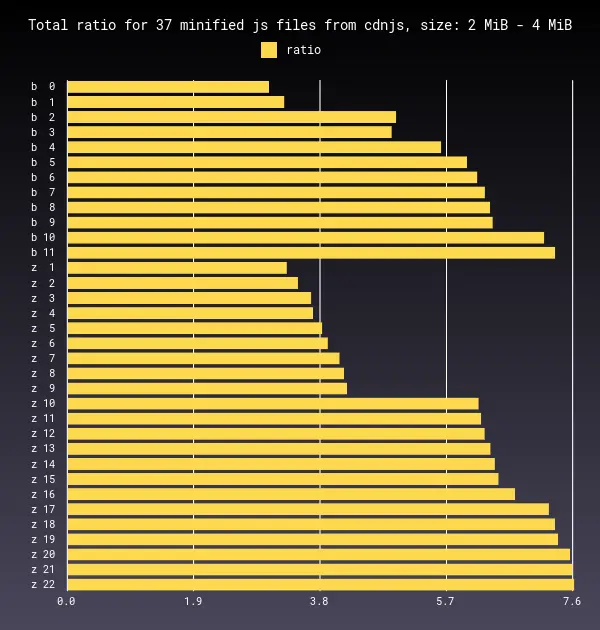 Total ratio for 37 minified js files from cdnjs, size: 2 MiB - 4 MiB
ratio
b 0
b 1
b 2
b 3
b 4
b 5
b 6
b 7
b 8
b 9
b 10
b 11
z 1
z 2
z 3
z 4
z 5
z 6
z 7
z 8
z 9
z 10
z 11
z 12
z 13
z 14
z 15
z 16
z 17
z 18
z 19
z 20
z 21
z 22
0.0 1.9 3.8 5.7 7.6